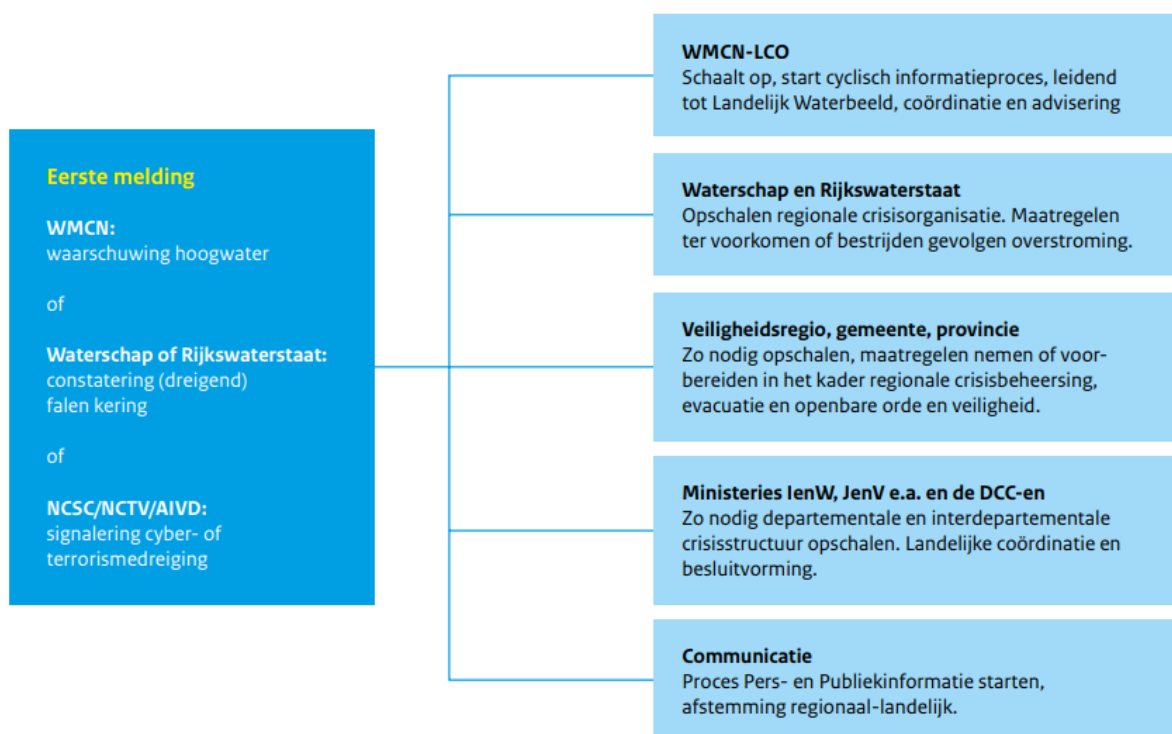 Eerste melding
WMCN:
waarschuwing hoogwater
of
Waterschap of Rijkswaterstaat:
constatering (dreigend)
falen kering
of
NCSC/NCTV/AIVD:
signalering cyber- of
terrorismedreiging
WMCN-LCO
Schaalt op, start cyclisch informatieproces, leidend
tot Landelijk Waterbeeld, coördinatie en advisering
Waterschap en Rijkswaterstaat
Opschalen regionale crisisorganisatie. Maatregelen
ter voorkomen of bestrijden gevolgen overstroming.
Veiligheidsregio, gemeente, provincie
Zo nodig opschalen, maatregelen nemen of voor-
bereiden in het kader regionale crisisbeheersing,
evacuatie en openbare orde en veiligheid.
Ministeries IenW, JenV e.a. en de DCC-en
Zo nodig departementale en interdepartementale
crisisstructuur opschalen. Landelijke coördinatie en
besluitvorming.
Communicatie
Proces Pers- en Publiekinformatie starten,
afstemming regionaal-landelijk.